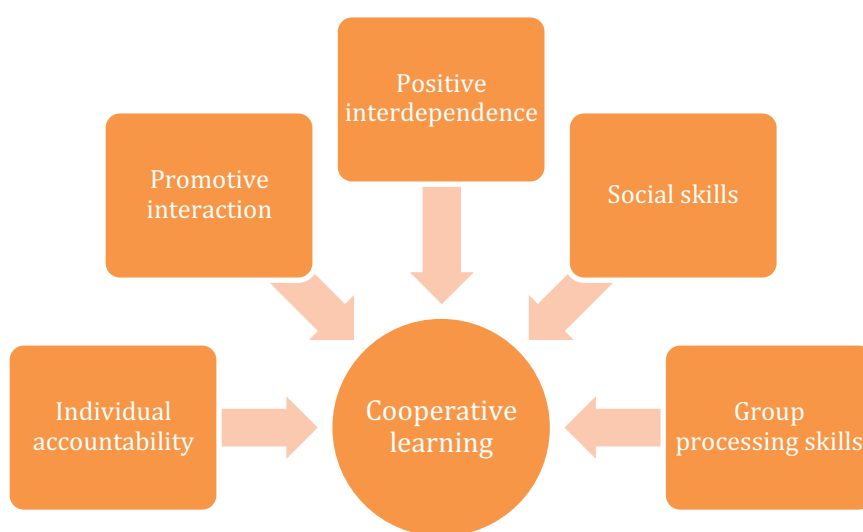 Positive
interdependence
Promotive
interaction
Social skills
Individual
accountability
Cooperative
learning
Group
processing skills